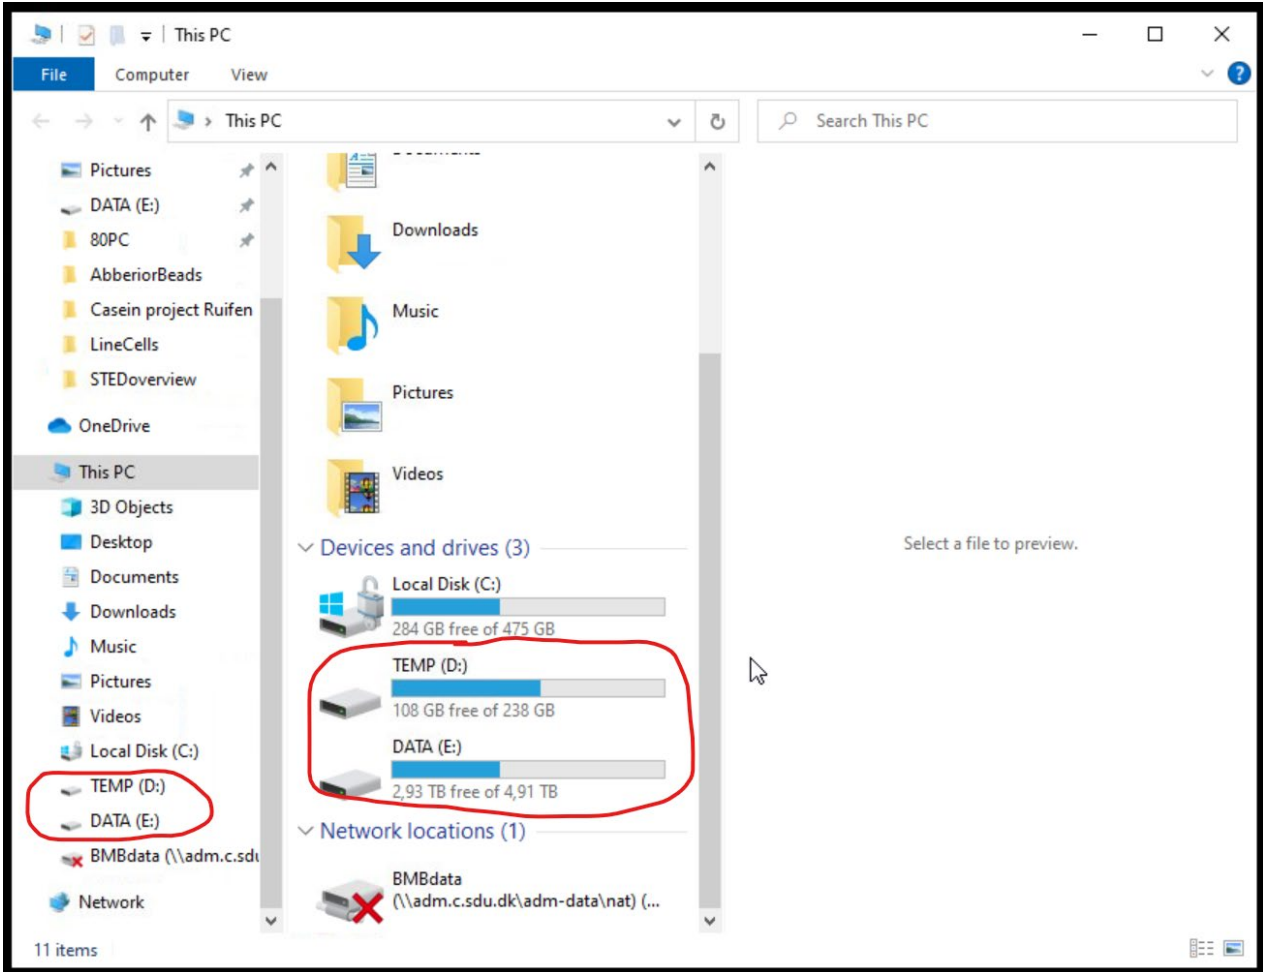 This PC
File Computer View
This PC
Search This PC
Pictures
DATA (E:)
80PC
AbberiorBeads
Casein project Ruifen
LineCells
STEDoverview
OneDrive
This PC
3D Objects
Desktop
Documents
Downloads
Music
Pictures
Videos
Local Disk (C:)
TEMP (D:)
DATA (E:)
BMBdata (\\adm.c.sdu
Network
Documents
Downloads
Music
Pictures
Videos
Devices and drives (3)
Local Disk (C:)
284 GB free of 475 GB
TEMP (D:)
108 GB free of 238 GB
DATA (E:)
2,93 TB free of 4,91 TB
Network locations (1)
BMBdata
(\\adm.c.sdu.dk\adm-data\nat) (...
Select a file to preview.
11 items